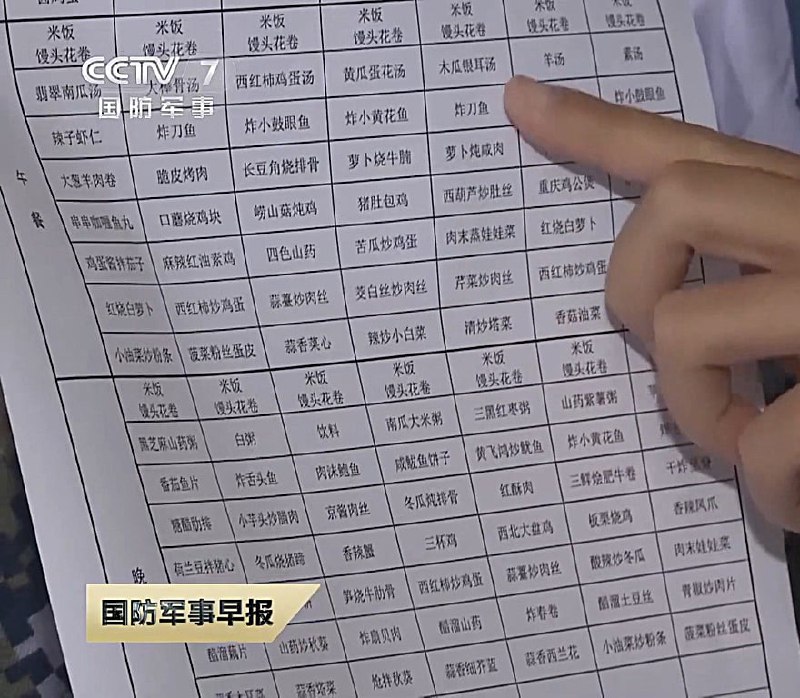 米饭 米饭 米饭 米饭 米饭
馒头花卷 馒头花卷 馒头花卷 馒头花卷 馒头花卷 馒头花卷 馒头花卷
CCTV 7
国防军事
翡翠南瓜汤 大棒骨汤 西红柿鸡蛋汤 黄瓜蛋花汤 木瓜银耳汤 羊汤 素汤
辣子虾仁 炸刀鱼 炸小鼓眼鱼 炸小黄花鱼 炸刀鱼 炸小鼓眼鱼
午餐
大葱羊肉卷 脆皮烤肉 长豆角烧排骨 萝卜烧牛腩 萝卜炖咸肉
串串咖喱鱼丸 口蘑烧鸡块 崂山菇炖鸡 猪肚包鸡 西葫芦炒肚丝 重庆鸡公煲
鸡蛋酱拌茄子 麻辣红油素鸡 四色山药 苦瓜炒鸡蛋 肉末蒸娃娃菜 红烧白萝卜
红烧白萝卜 西红柿炒鸡蛋 蒜薹炒肉丝 茭白丝炒肉丝 芹菜炒肉丝 西红柿炒鸡蛋
小油菜炒粉条 菠菜粉丝蛋皮 蒜香菜心 辣炒小白菜 清炒塔菜 香菇油菜
米饭 米饭 米饭 米饭 米饭 米饭
馒头花卷 馒头花卷 馒头花卷 馒头花卷 馒头花卷 馒头花卷
黑芝麻山药粥 白粥 饮料 南瓜大米粥 三黑红枣粥 山药紫薯粥
番茄鱼片 炸舌头鱼 肉沫鲍鱼 咸鲅鱼饼子 黄飞鸿炒鱿鱼 炸小黄花鱼
糖醋肋排 小芋头炒腊肉 京酱肉丝 冬瓜炖排骨 红酥肉 三鲜烩肥牛卷
晚
荷兰豆拌猪心 冬瓜烧猪蹄 香辣蟹 三杯鸡 西北大盘鸡 板栗烧鸡 香辣凤爪
笋烧牛肋骨 西红柿炒鸡蛋 蒜薹炒肉丝 酸辣炒冬瓜 肉末娃娃菜
醋溜藕片 山药炒秋葵 炸扇贝肉 醋溜山药 炸春卷 醋溜土豆丝 青椒炒肉片
蒜香塔菜 炝拌秋葵 蒜香细芥蓝 蒜香西兰花 小油菜炒粉条 菠菜粉丝蛋皮
国防军事早报